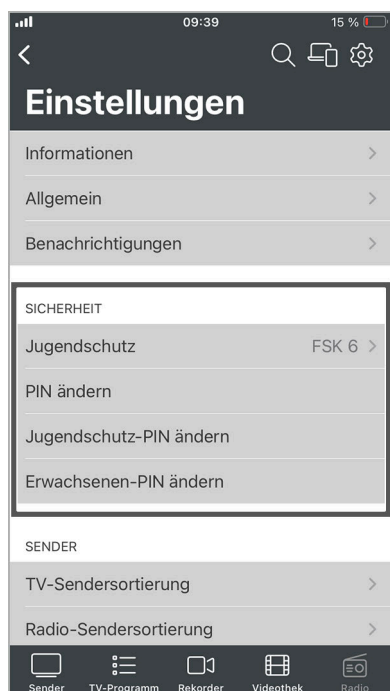 09:39
15 %
Einstellungen
Informationen
Allgemein
Benachrichtigungen
SICHERHEIT
Jugendschutz FSK 6
PIN ändern
Jugendschutz-PIN ändern
Erwachsenen-PIN ändern
SENDER
TV-Sendersortierung
Radio-Sendersortierung
Sender TV-Programm Rekorder Videothek Radio